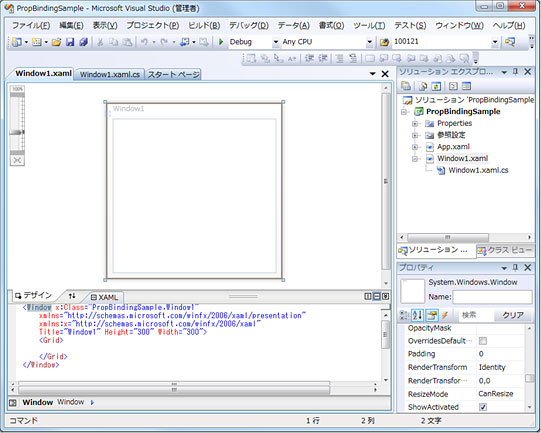 PropBindingSample - Microsoft Visual Studio (管理者)
ファイル(F) 編集(E) 表示(V) プロジェクト(P) ビルド(B) デバッグ(D) データ(A) 書式(O) ツール(T) テスト(S) ウィンドウ(W) ヘルプ(H)
Debug Any CPU 100121
Window1.xaml Window1.xaml.cs スタート ページ
100%
Window1
デザイン XAML
<Window x:Class="PropBindingSample.Window1"
xmlns="http://schemas.microsoft.com/winfx/2006/xaml/presentation"
xmlns:x="http://schemas.microsoft.com/winfx/2006/xaml"
Title="Window1" Height="300" Width="300">
<Grid>
</Grid>
</Window>
Window Window
ソリューション エクスプロ...
ソリューション 'PropBindingSample
PropBindingSample
Properties
参照設定
App.xaml
Window1.xaml
Window1.xaml.cs
ソリューション ... クラス ビュー
プロパティ
System.Windows.Window
Name:
検索 クリア
OpacityMask
OverridesDefault...
Padding 0
RenderTransform Identity
RenderTransfor... 0,0
ResizeMode CanResize
ShowActivated
コマンド 1 行 2 列 2 文字